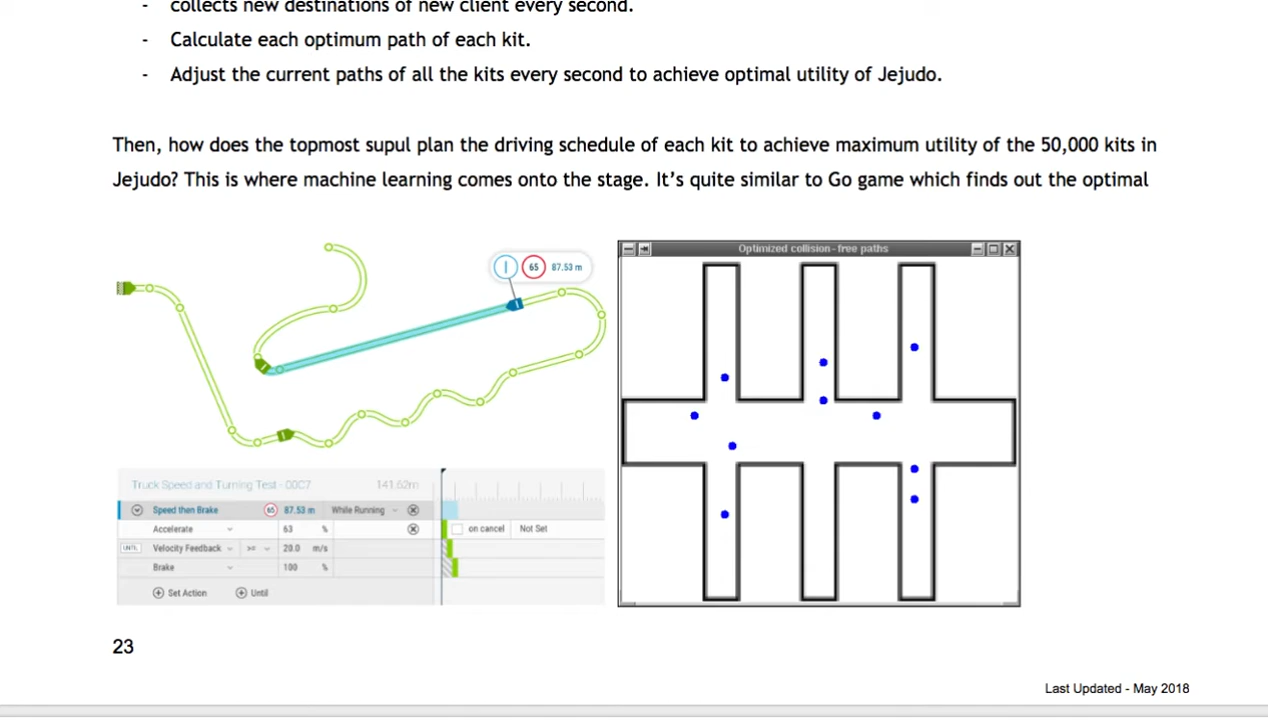 - collects new destinations of new client every second.
- Calculate each optimum path of each kit.
- Adjust the current paths of all the kits every second to achieve optimal utility of Jejudo.
Then, how does the topmost supul plan the driving schedule of each kit to achieve maximum utility of the 50,000 kits in
Jejudo? This is where machine learning comes onto the stage. It's quite similar to Go game which finds out the optimal
65 87.53 m
Optimized collision-free paths
Truck Speed and Turning Test - 00C7 141.62m
Speed then Brake 65 87.53 m While Running
Accelerate 63 % on cancel Not Set
UNTIL Velocity Feedback 20.0 m/s
Brake 100 %
Set Action Until
23
Last Updated - May 2018